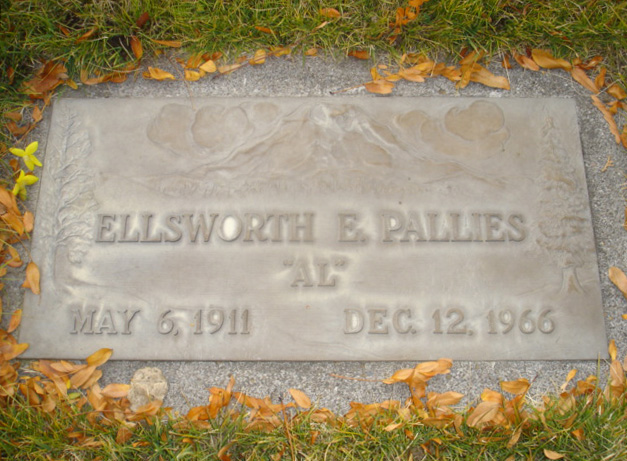 ELLSWORTH E. PALLIES
"AL"
MAY 6, 1911 DEC. 12, 1966